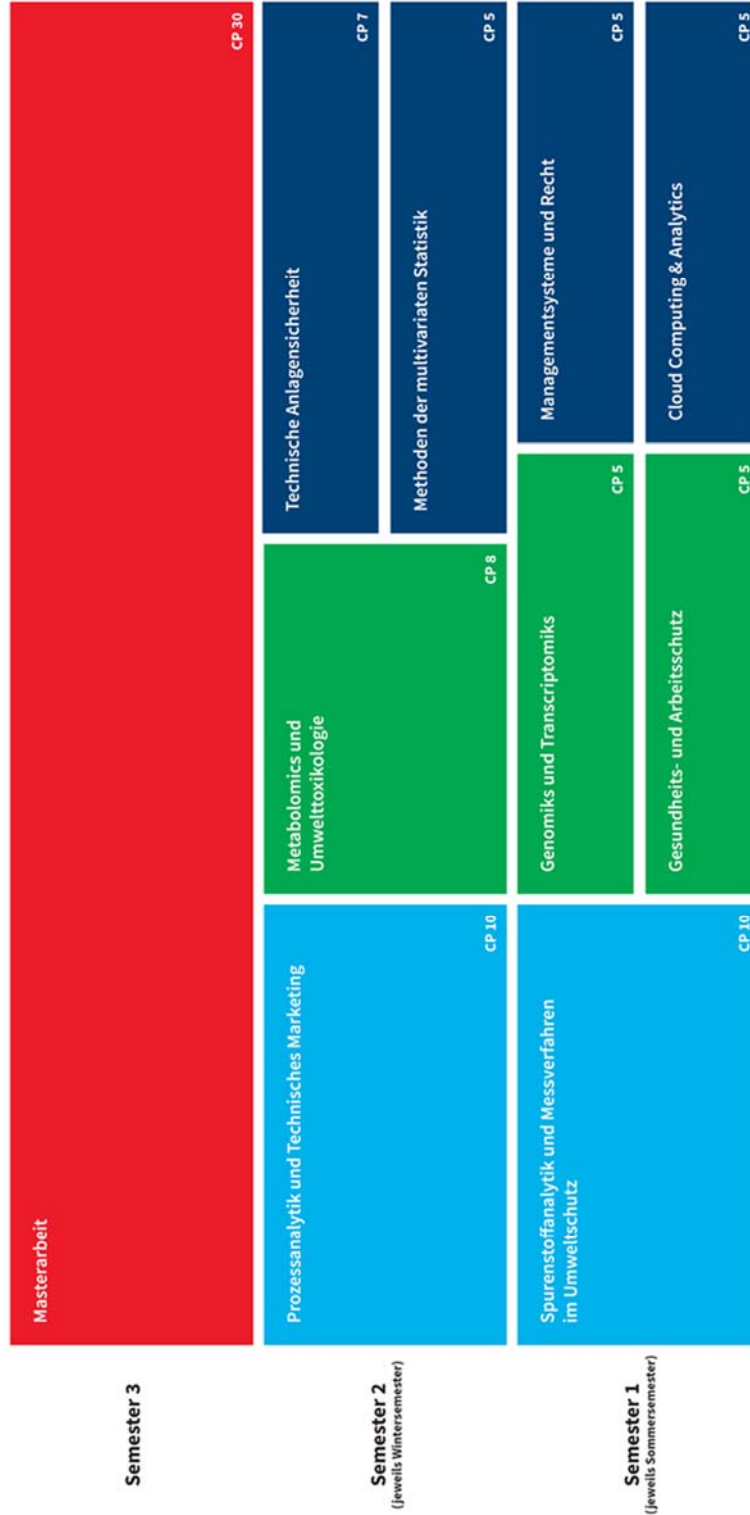 Semester 3
Masterarbeit
CP 30
Semester 2
(jeweils Wintersemester)
Prozessanalytik und Technisches Marketing
CP 10
Metabolomics und
Umwelttoxikologie
CP 8
Technische Anlagensicherheit
CP 7
Methoden der multivariaten Statistik
CP 5
Semester 1
(jeweils Sommersemester)
Spurenstoffanalytik und Messverfahren
im Umweltschutz
CP 10
Genomiks und Transcriptomiks
CP 5
Gesundheits- und Arbeitsschutz
CP 5
Managementsysteme und Recht
CP 5
Cloud Computing & Analytics
CP 5